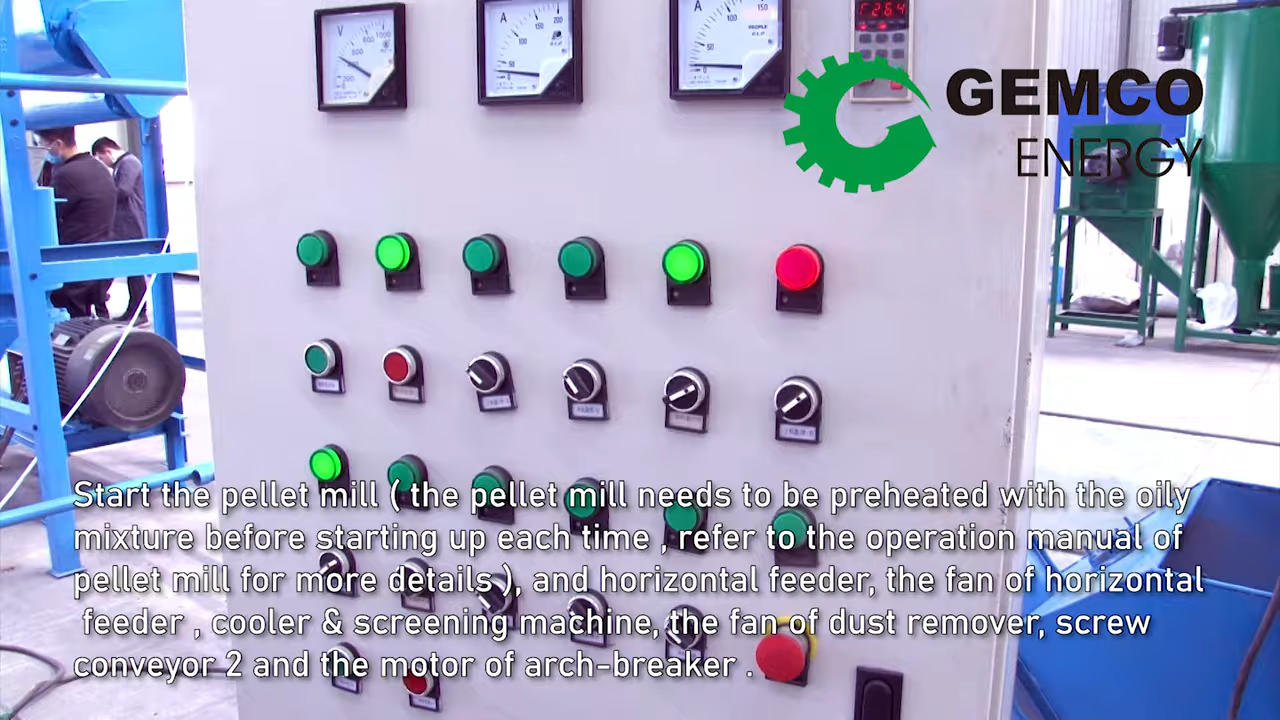 V
A
A
F26.4
GEMCO
ENERGY
Start the pellet mill ( the pellet mill needs to be preheated with the oily
mixture before starting up each time , refer to the operation manual of
pellet mill for more details ), and horizontal feeder, the fan of horizontal
feeder , cooler & screening machine, the fan of dust remover, screw
conveyor 2 and the motor of arch-breaker .